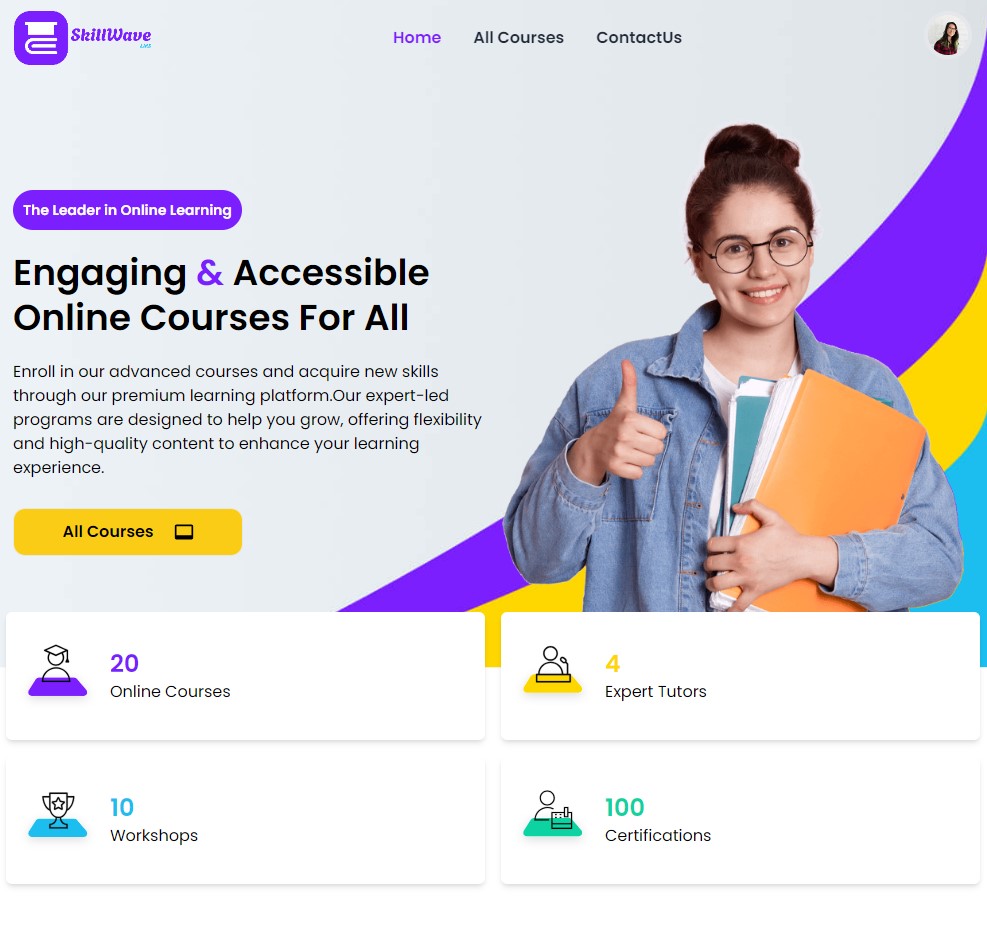 SkillWave
LMS
Home
All Courses
ContactUs
The Leader in Online Learning
Engaging & Accessible
Online Courses For All
Enroll in our advanced courses and acquire new skills
through our premium learning platform.Our expert-led
programs are designed to help you grow, offering flexibility
and high-quality content to enhance your learning
experience.
All Courses
20
Online Courses
4
Expert Tutors
10
Workshops
100
Certifications